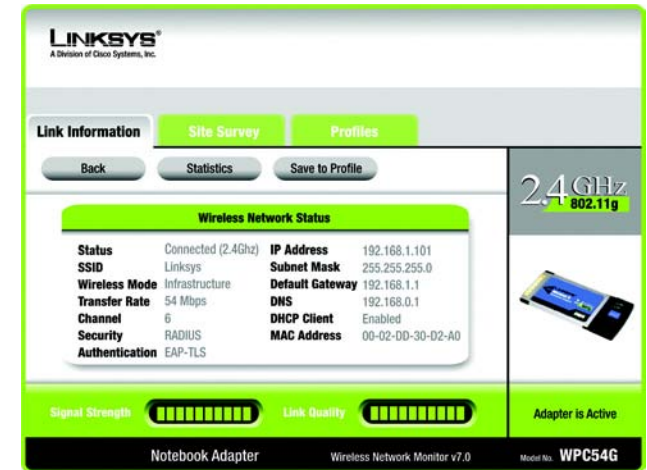 LINKSYS®
A Division of Cisco Systems, Inc.
Link Information
Site Survey
Profiles
Back
Statistics
Save to Profile
2.4 GHz
802.11g
Wireless Network Status
Status Connected (2.4Ghz)
SSID Linksys
Wireless Mode Infrastructure
Transfer Rate 54 Mbps
Channel 6
Security RADIUS
Authentication EAP-TLS
IP Address 192.168.1.101
Subnet Mask 255.255.255.0
Default Gateway 192.168.1.1
DNS 192.168.0.1
DHCP Client Enabled
MAC Address 00-02-DD-30-D2-A0
Signal Strength
Link Quality
Adapter is Active
Notebook Adapter
Wireless Network Monitor v7.0
Model No. WPC54G